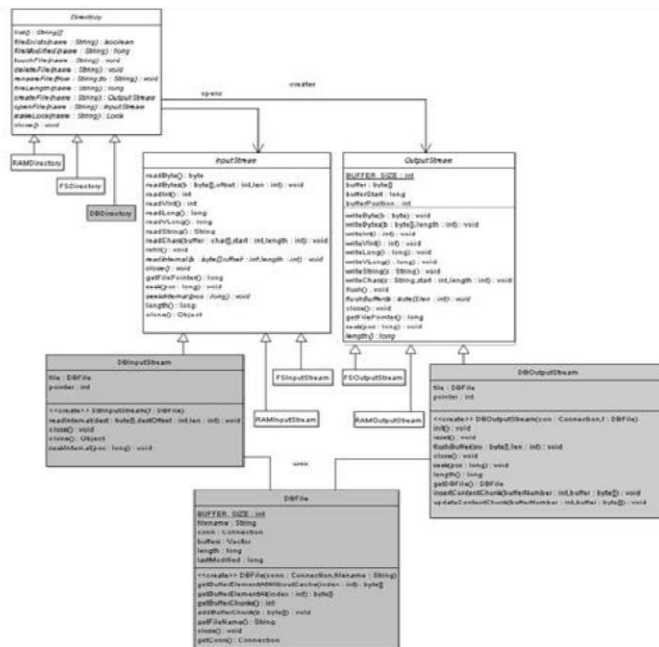 Directory
list() : String[]
fileExists(name : String) : boolean
fileModified(name : String) : long
touchFile(name : String) : void
deleteFile(name : String) : void
renameFile(from : String,to : String) : void
fileLength(name : String) : long
createFile(name : String) : OutputStream
openFile(name : String) : InputStream
makeLock(name : String) : Lock
close() : void
creates
opens
RAMDirectory
FSDirectory
DBDirectory
InputStream
readByte() : byte
readBytes(b : byte[],offset : int,len : int) : void
readInt() : int
readVInt() : int
readLong() : long
readVLong() : long
readString() : String
readChars(buffer : char[],start : int,length : int) : void
refill() : void
readInternal(b : byte[],offset : int,length : int) : void
close() : void
getFilePointer() : long
seek(pos : long) : void
seekInternal(pos : long) : void
length() : long
clone() : Object
OutputStream
BUFFER_SIZE : int
buffer : byte[]
bufferStart : long
bufferPosition : int
writeByte(b : byte) : void
writeBytes(b : byte[],length : int) : void
writeInt(i : int) : void
writeVInt(i : int) : void
writeLong(i : long) : void
writeVLong(i : long) : void
writeString(s : String) : void
writeChars(s : String,start : int,length : int) : void
flush() : void
flushBuffer(b : byte[],len : int) : void
close() : void
getFilePointer() : long
seek(pos : long) : void
length() : long
DBInputStream
file : DBFile
pointer : int
<<create>> DBInputStream(f : DBFile)
readInternal(dest : byte[],destOffset : int,len : int) : void
close() : void
clone() : Object
seekInternal(pos : long) : void
FSInputStream
RAMInputStream
FSOutputStream
RAMOutputStream
DBOutputStream
file : DBFile
pointer : int
<<create>> DBOutputStream(con : Connection,f : DBFile)
init() : void
reset() : void
flushBuffer(src : byte[],len : int) : void
close() : void
seek(pos : long) : void
length() : long
getDBFile() : DBFile
insertContentChunk(bufferNumber : int,buffer : byte[]) : void
updateContentChunk(bufferNumber : int,buffer : byte[]) : void
uses
DBFile
BUFFER_SIZE : int
filename : String
conn : Connection
buffers : Vector
length : long
lastModified : long
<<create>> DBFile(conn : Connection,filename : String)
getBufferElementAtWithoutCache(index : int) : byte[]
getBufferElementAt(index : int) : byte[]
getBufferChunks() : int
addBufferChunk(b : byte[]) : void
getFileName() : String
close() : void
getConn() : Connection